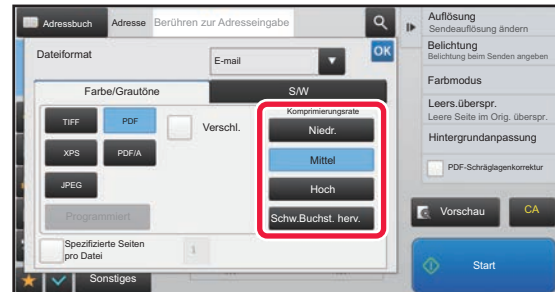 Adressbuch
Adresse
Berühren zur Adresseingabe
Auflösung
Sendeauflösung ändern
Belichtung
Belichtung beim Senden angeben
Farbmodus
Leers.überspr.
Leere Seite im Orig. überspr.
Hintergrundanpassung
PDF-Schräglagenkorrektur
Vorschau
CA
Start
Dateiformat
E-mail
OK
Farbe/Grautöne
S/W
TIFF
PDF
Verschl.
XPS
PDF/A
JPEG
Programmiert
Komprimierungsrate
Niedr.
Mittel
Hoch
Schw.Buchst. herv.
Spezifizierte Seiten
pro Datei
1
Sonstiges